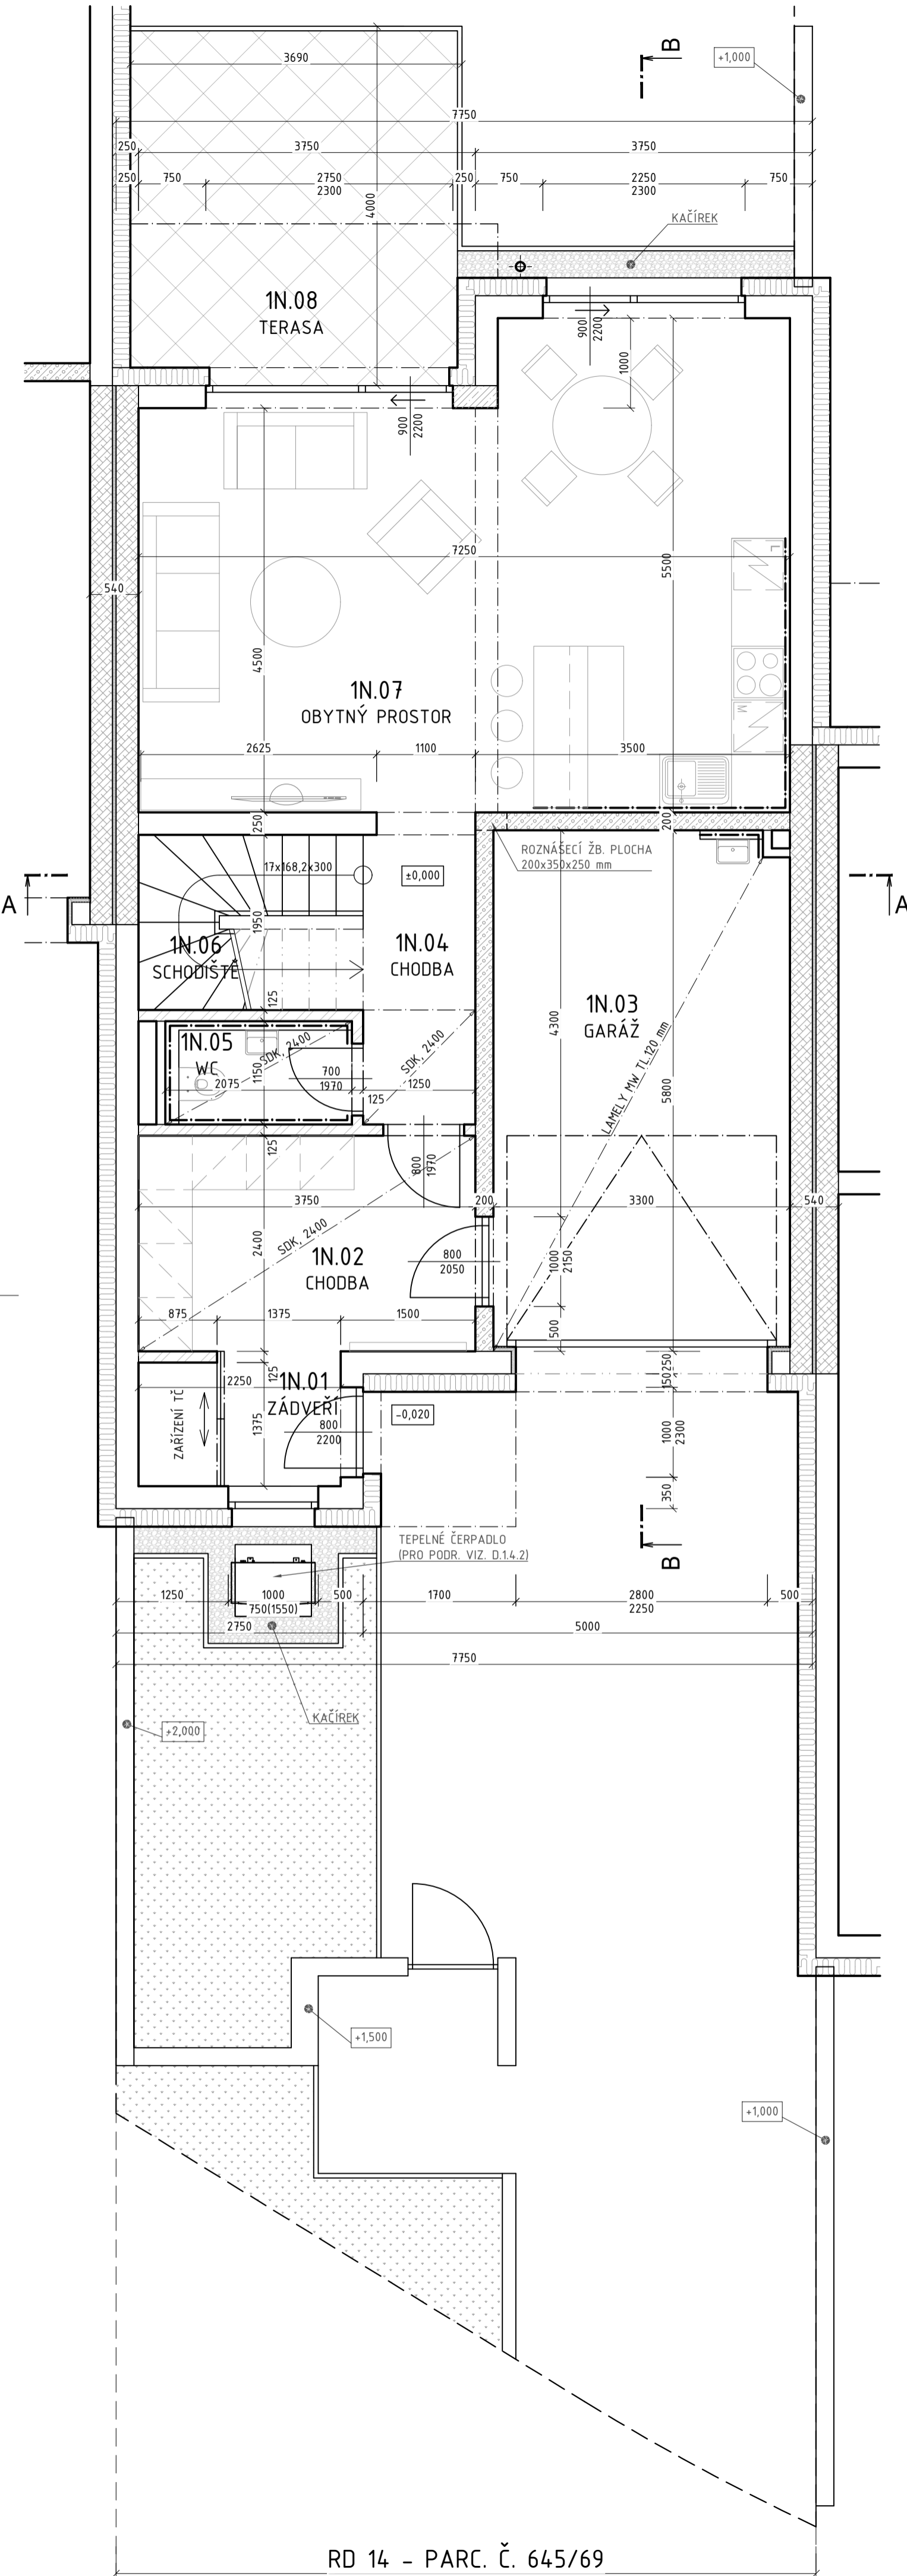 B
+1,000
3690
7750
250
3750
3750
250
750
2750
2300
250
750
2250
2300
750
4000
KAČÍREK
1N.08
TERASA
900
2200
1000
900
2200
7250
5500
540
4500
1N.07
OBYTNÝ PROSTOR
2625
1100
3500
L
M
250
200
ROZNÁŠECÍ ŽB. PLOCHA
200x350x250 mm
17x168,2x300
±0,000
A
A
1950
1N.06
SCHODIŠTĚ
1N.04
CHODBA
125
1N.03
GARÁŽ
4300
1N.05
WC
SDK, 2400
SDK, 2400
LAMELY MW TL.120 mm
700
1970
2075
1150
1250
125
5800
125
800
1970
3750
200
3300
540
SDK, 2400
2400
1N.02
CHODBA
800
2050
1000
2150
875
1375
1500
500
125
1N.01
ZÁDVEŘÍ
2250
250
150
ZAŘÍZENÍ TČ
1375
800
2200
-0,020
1000
2300
350
TEPELNÉ ČERPADLO
(PRO PODR. VIZ. D.1.4.2)
B
1250
1000
750(1550)
500
1700
2800
2250
500
2750
5000
7750
KAČÍREK
+2,000
+1,500
+1,000
RD 14 - PARC. Č. 645/69